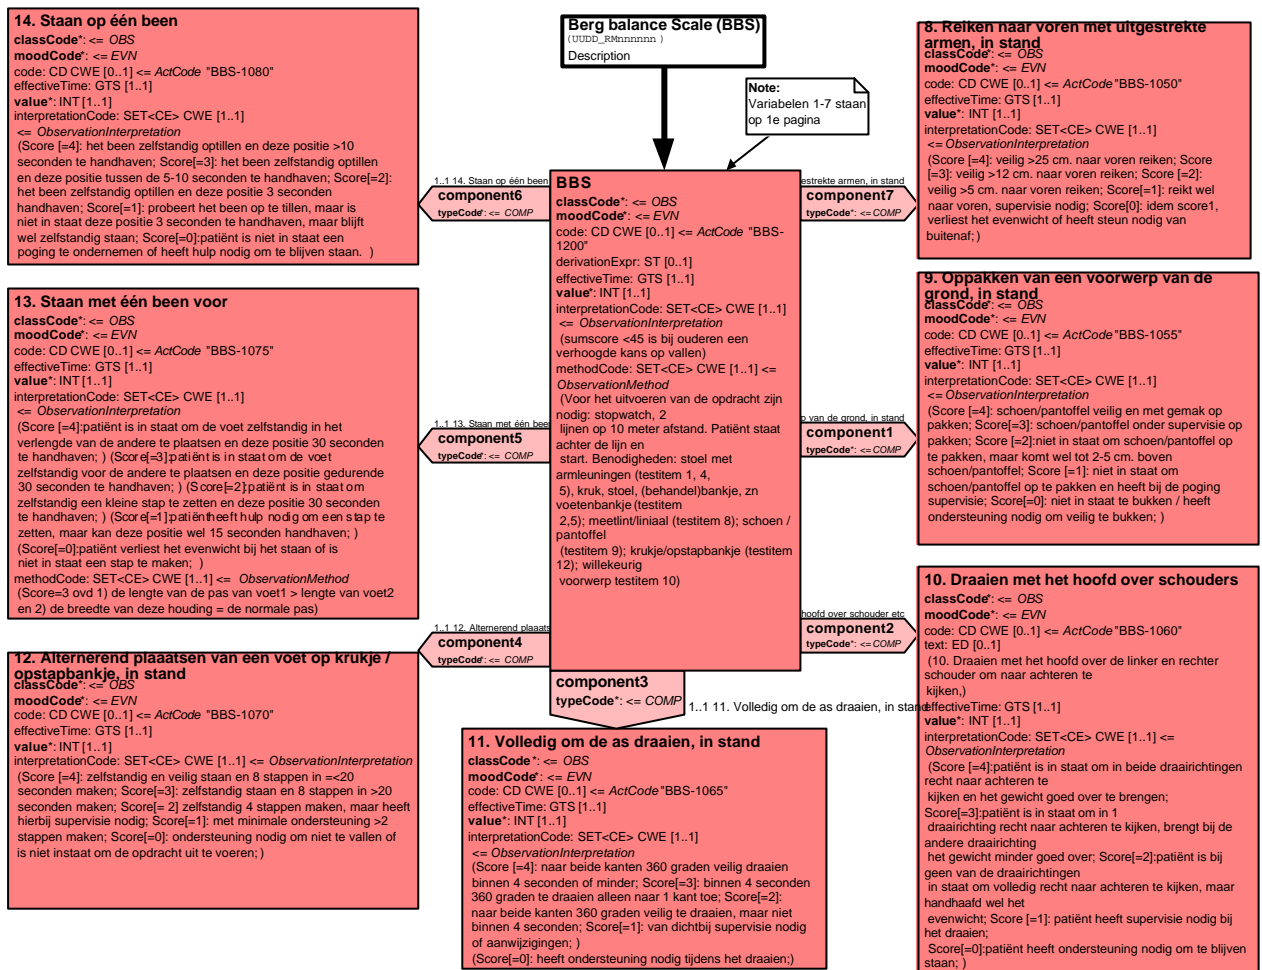 14. Staan op één been
classCode*: <= OBS
moodCode*: <= EVN
code: CD CWE [0..1] <= ActCode "BBS-1080"
effectiveTime: GTS [1..1]
value*: INT [1..1]
interpretationCode: SET<CE> CWE [1..1]
<= ObservationInterpretation
(Score [=4]: het been zelfstandig optillen en deze positie >10
seconden te handhaven; Score[=3]: het been zelfstandig optillen
en deze positie tussen de 5-10 seconden te handhaven; Score[=2]:
het been zelfstandig optillen en deze positie 3 seconden
handhaven; Score[=1]: probeert het been op te tillen, maar is
niet in staat deze positie 3 seconden te handhaven, maar blijft
wel zelfstandig staan; Score[=0]:patiënt is niet in staat een
poging te ondernemen of heeft hulp nodig om te blijven staan. )
13. Staan met één been voor
classCode*: <= OBS
moodCode*: <= EVN
code: CD CWE [0..1] <= ActCode "BBS-1075"
effectiveTime: GTS [1..1]
value*: INT [1..1]
interpretationCode: SET<CE> CWE [1..1]
<= ObservationInterpretation
(Score [=4]:patiënt is in staat om de voet zelfstandig in het
verlengde van de andere te plaatsen en deze positie 30 seconden
te handhaven; ) (Score[=3]:patiënt is in staat om de voet
zelfstandig voor de andere te plaatsen en deze positie gedurende
30 seconden te handhaven; ) (Score[=2]:patiënt is in staat om
zelfstandig een kleine stap te zetten en deze positie 30 seconden
te handhaven; ) (Score[=1]:patiënt heeft hulp nodig om een stap te
zetten, maar kan deze positie wel 15 seconden handhaven; )
(Score[=0]:patiënt verliest het evenwicht bij het staan of is
niet in staat een stap te maken; )
methodCode: SET<CE> CWE [1..1] <= ObservationMethod
(Score=3 ovd 1) de lengte van de pas van voet1 > lengte van voet2
en 2) de breedte van deze houding = de normale pas)
12. Alternerend plaaatsen van een voet op krukje /
opstapbankje, in stand
classCode*: <= OBS
moodCode*: <= EVN
code: CD CWE [0..1] <= ActCode "BBS-1070"
effectiveTime: GTS [1..1]
value*: INT [1..1]
interpretationCode: SET<CE> CWE [1..1] <= ObservationInterpretation
(Score [=4]: zelfstandig en veilig staan en 8 stappen in =<20
seconden maken; Score[=3]: zelfstandig staan en 8 stappen in >20
seconden maken; Score[= 2] zelfstandig 4 stappen maken, maar heeft
hierbij supervisie nodig; Score[=1]: met minimale ondersteuning >2
stappen maken; Score[=0]: ondersteuning nodig om niet te vallen of
is niet instaat om de opdracht uit te voeren; )
Berg balance Scale (BBS)
(UUDD_RMnnnnnn )
Description
Note:
Variabelen 1-7 staan
op 1e pagina
1..1 14. Staan op één been
component6
typeCode*: <= COMP
1..1 13. Staan met één been
component5
typeCode*: <= COMP
1..1 12. Alternerend plaaats
component4
typeCode*: <= COMP
BBS
classCode*: <= OBS
moodCode*: <= EVN
code: CD CWE [0..1] <= ActCode "BBS-
1200"
derivationExpr: ST [0..1]
effectiveTime: GTS [1..1]
value*: INT [1..1]
interpretationCode: SET<CE> CWE [1..1]
<= ObservationInterpretation
(sumscore <45 is bij ouderen een
verhoogde kans op vallen)
methodCode: SET<CE> CWE [1..1] <=
ObservationMethod
(Voor het uitvoeren van de opdracht zijn
nodig: stopwatch, 2
lijnen op 10 meter afstand. Patiënt staat
achter de lijn en
start. Benodigheden: stoel met
armleuningen (testitem 1, 4,
5), kruk, stoel, (behandel)bankje, zn
voetenbankje (testitem
2,5); meetlint/liniaal (testitem 8); schoen /
pantoffel
(testitem 9); krukje/opstapbankje (testitem
12); willekeurig
voorwerp testitem 10)
component3
typeCode*: <= COMP
1..1 11. Volledig om de as draaien, in stand
11. Volledig om de as draaien, in stand
classCode*: <= OBS
moodCode*: <= EVN
code: CD CWE [0..1] <= ActCode "BBS-1065"
effectiveTime: GTS [1..1]
value*: INT [1..1]
interpretationCode: SET<CE> CWE [1..1]
<= ObservationInterpretation
(Score [=4]: naar beide kanten 360 graden veilig draaien
binnen 4 seconden of minder; Score[=3]: binnen 4 seconden
360 graden te draaien alleen naar 1 kant toe; Score[=2]:
naar beide kanten 360 graden veilig te draaien, maar niet
binnen 4 seconden; Score[=1]: van dichtbij supervisie nodig
of aanwijzigingen; )
(Score[=0]: heeft ondersteuning nodig tijdens het draaien;)
estrekte armen, in stand
component7
typeCode*: <= COMP
o van de grond, in stand
component1
typeCode*: <= COMP
hoofd over schouder etc
component2
typeCode*: <= COMP
8. Reiken naar voren met uitgestrekte
armen, in stand
classCode*: <= OBS
moodCode*: <= EVN
code: CD CWE [0..1] <= ActCode "BBS-1050"
effectiveTime: GTS [1..1]
value*: INT [1..1]
interpretationCode: SET<CE> CWE [1..1]
<= ObservationInterpretation
(Score [=4]: veilig >25 cm. naar voren reiken; Score
[=3]: veilig >12 cm. naar voren reiken; Score [=2]:
veilig >5 cm. naar voren reiken; Score[=1]: reikt wel
naar voren, supervisie nodig; Score[0]: idem score1,
verliest het evenwicht of heeft steun nodig van
buitenaf; )
9. Oppakken van een voorwerp van de
grond, in stand
classCode*: <= OBS
moodCode*: <= EVN
code: CD CWE [0..1] <= ActCode "BBS-1055"
effectiveTime: GTS [1..1]
value*: INT [1..1]
interpretationCode: SET<CE> CWE [1..1]
<= ObservationInterpretation
(Score [=4]: schoen/pantoffel veilig en met gemak op
pakken; Score[=3]: schoen/pantoffel onder supervisie op
pakken; Score [=2]:niet in staat om schoen/pantoffel op
te pakken, maar komt wel tot 2-5 cm. boven
schoen/pantoffel; Score [=1]: niet in staat om
schoen/pantoffel op te pakken en heeft bij de poging
supervisie; Score[=0]: niet in staat te bukken / heeft
ondersteuning nodig om veilig te bukken; )
10. Draaien met het hoofd over schouders
classCode*: <= OBS
moodCode*: <= EVN
code: CD CWE [0..1] <= ActCode "BBS-1060"
text: ED [0..1]
(10. Draaien met het hoofd over de linker en rechter
schouder om naar achteren te
kijken,)
effectiveTime: GTS [1..1]
value*: INT [1..1]
interpretationCode: SET<CE> CWE [1..1] <=
ObservationInterpretation
(Score [=4]:patiënt is in staat om in beide draairichtingen
recht naar achteren te
kijken en het gewicht goed over te brengen;
Score[=3]:patiënt is in staat om in 1
draairichting recht naar achteren te kijken, brengt bij de
andere draairichting
het gewicht minder goed over; Score[=2]:patiënt is bij
geen van de draairichtingen
in staat om volledig recht naar achteren te kijken, maar
handhaafd wel het
evenwicht; Score [=1]: patiënt heeft supervisie nodig bij
het draaien;
Score[=0]:patiënt heeft ondersteuning nodig om te blijven
staan; )